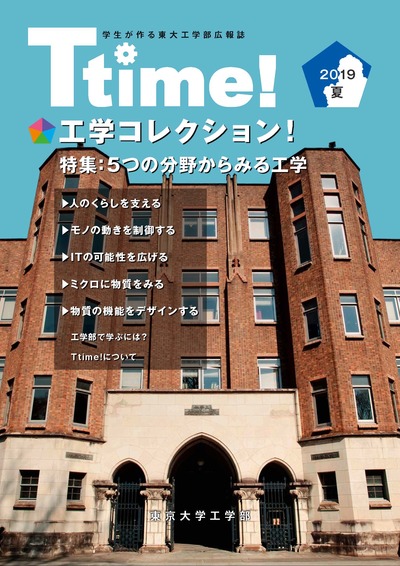 学生が作る東大工学部広報誌
Ttime!
2019
夏
工学コレクション!
特集:5つの分野からみる工学
▶人のくらしを支える
▶モノの動きを制御する
▶ITの可能性を広げる
▶ミクロに物質をみる
▶物質の機能をデザインする
工学部で学ぶには?
Ttime!について
東京大学工学部